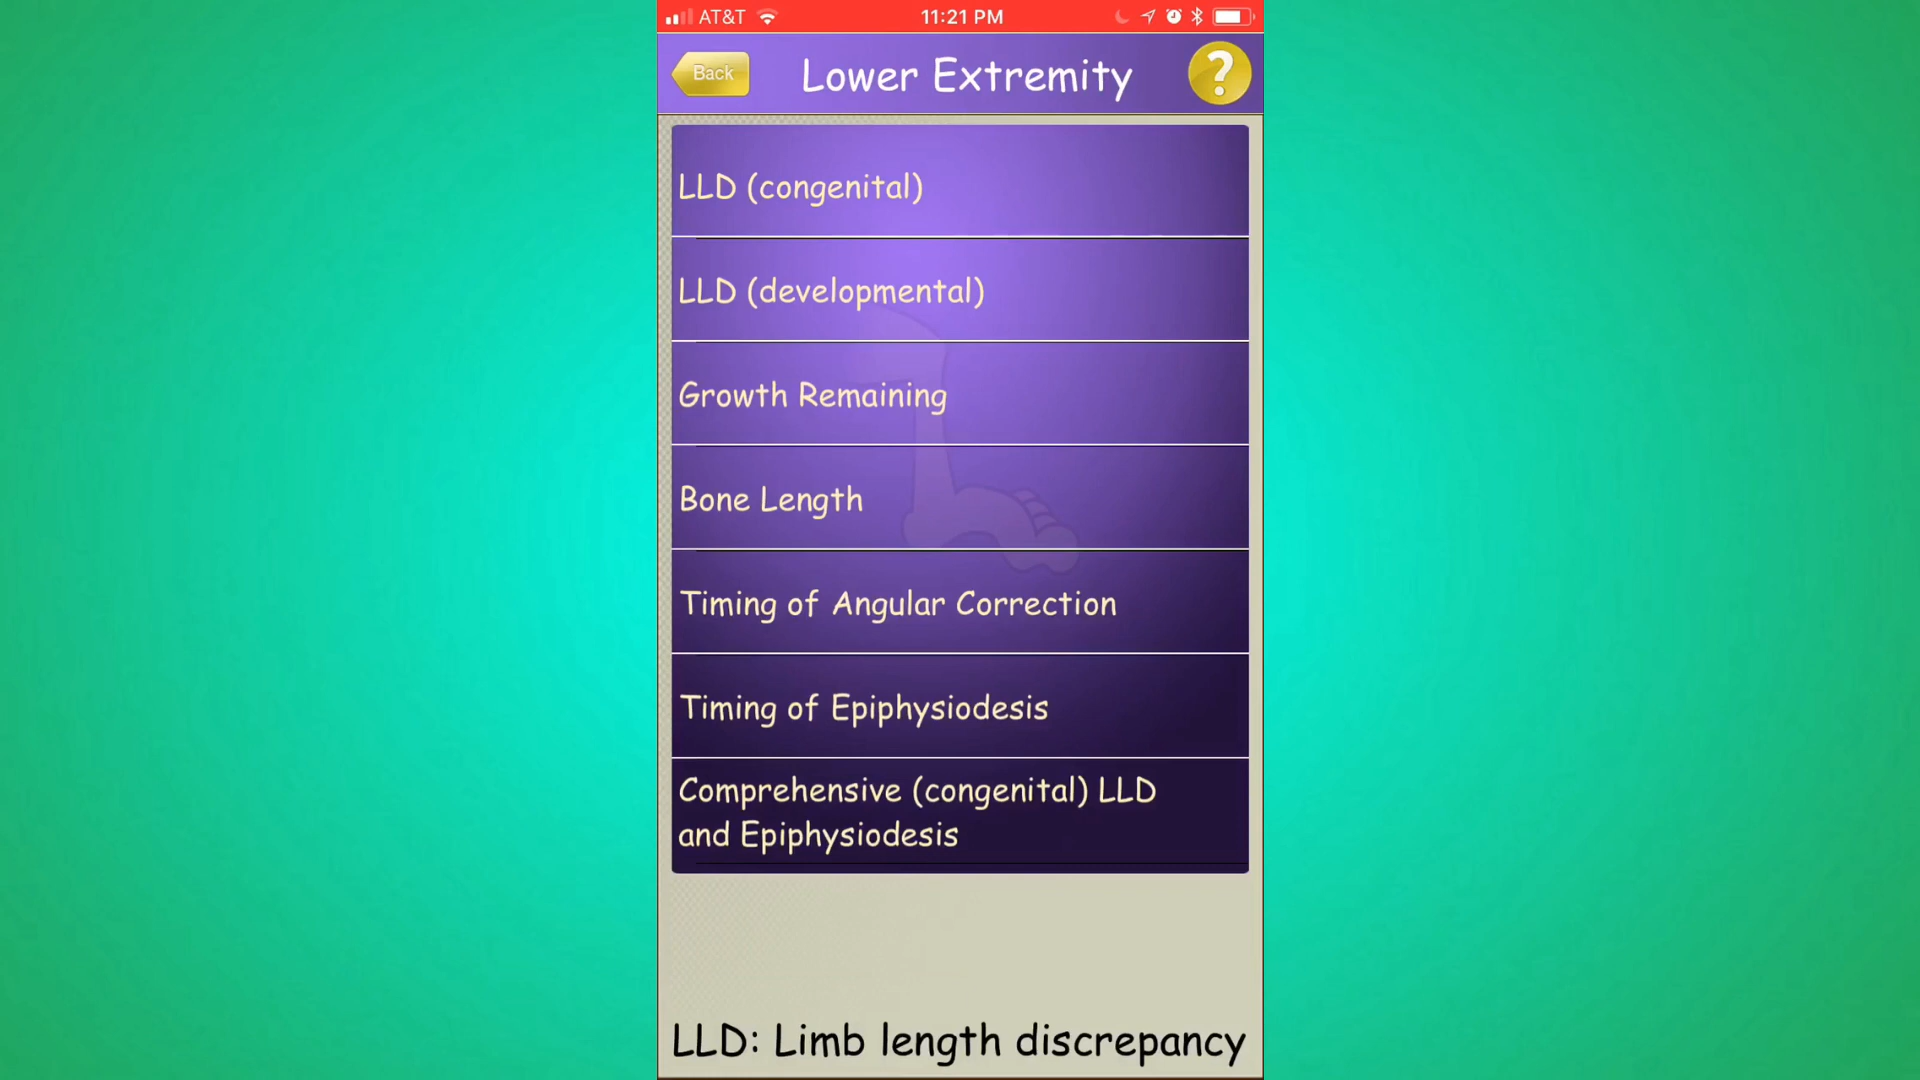 AT&T
11:21 PM
Back
Lower Extremity
?
LLD (congenital)
LLD (developmental)
Growth Remaining
Bone Length
Timing of Angular Correction
Timing of Epiphysiodesis
Comprehensive (congenital) LLD
and Epiphysiodesis
LLD: Limb length discrepancy